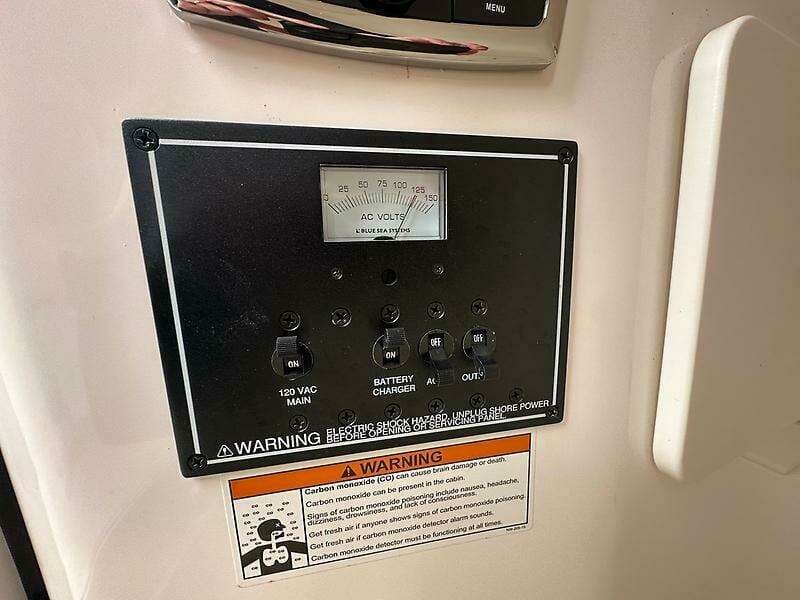 MENU
0 25 50 75 100 125 150
AC VOLTS
BLUE SEA SYSTEMS
ON
ON
OFF
OFF
120 VAC
MAIN
BATTERY
CHARGER
AC
OUT
WARNING
ELECTRIC SHOCK HAZARD, UNPLUG SHORE POWER
BEFORE OPENING OR SERVICING PANEL.
WARNING
Carbon monoxide (CO) can cause brain damage or death.
Carbon monoxide can be present in the cabin.
Signs of carbon monoxide poisoning include nausea, headache,
dizziness, drowsiness, and lack of consciousness.
Get fresh air if anyone shows signs of carbon monoxide poisoning.
Get fresh air if carbon monoxide detector alarm sounds.
Carbon monoxide detector must be functioning at all times.